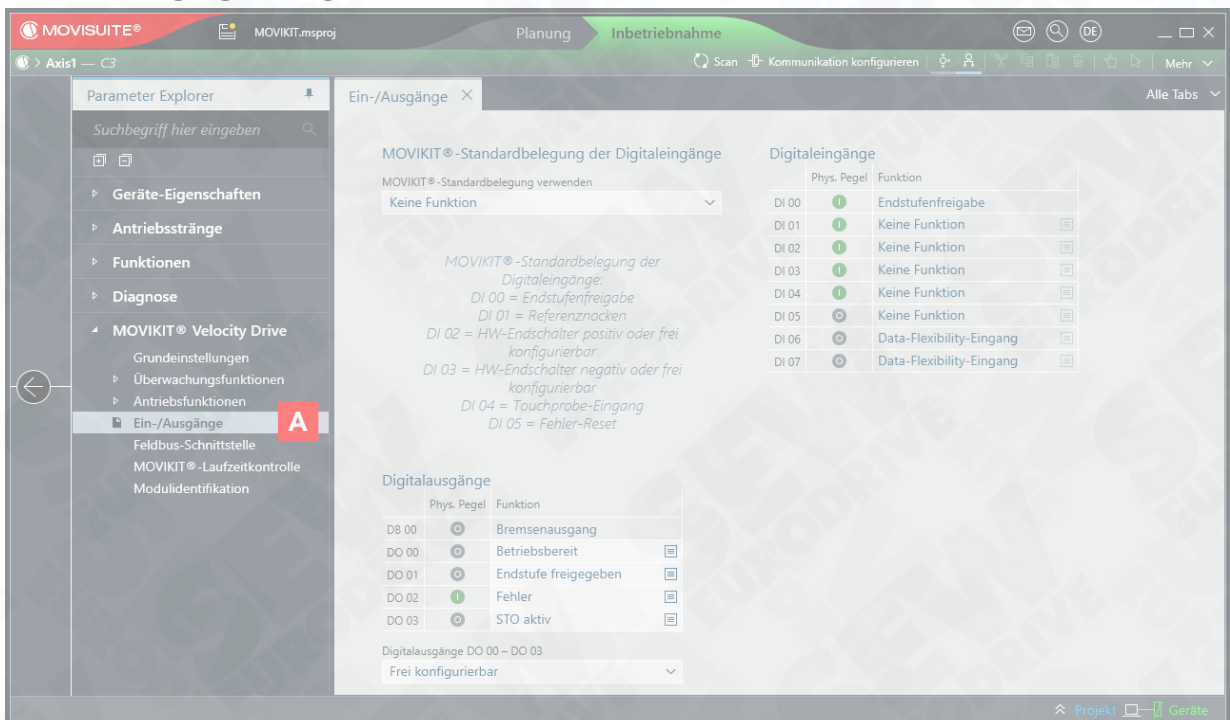 MOVISUITE®
MOVIKIT.msproj
Planung
Inbetriebnahme
DE
> Axis1 — C3
Scan
Kommunikation konfigurieren
Mehr
Parameter Explorer
Suchbegriff hier eingeben
Geräte-Eigenschaften
Antriebsstränge
Funktionen
Diagnose
MOVIKIT® Velocity Drive
Grundeinstellungen
Überwachungsfunktionen
Antriebsfunktionen
Ein-/Ausgänge
A
Feldbus-Schnittstelle
MOVIKIT®-Laufzeitkontrolle
Modulidentifikation
Ein-/Ausgänge
Alle Tabs
MOVIKIT®-Standardbelegung der Digitaleingänge
MOVIKIT®-Standardbelegung verwenden
Keine Funktion
MOVIKIT®-Standardbelegung der
Digitaleingänge:
DI 00 = Endstufenfreigabe
DI 01 = Referenznocken
DI 02 = HW-Endschalter positiv oder frei
konfigurierbar
DI 03 = HW-Endschalter negativ oder frei
konfigurierbar
DI 04 = Touchprobe-Eingang
DI 05 = Fehler-Reset
Digitaleingänge
Phys. Pegel Funktion
DI 00 Endstufenfreigabe
DI 01 Keine Funktion
DI 02 Keine Funktion
DI 03 Keine Funktion
DI 04 Keine Funktion
DI 05 Keine Funktion
DI 06 Data-Flexibility-Eingang
DI 07 Data-Flexibility-Eingang
Digitalausgänge
Phys. Pegel Funktion
DB 00 Bremsenausgang
DO 00 Betriebsbereit
DO 01 Endstufe freigegeben
DO 02 Fehler
DO 03 STO aktiv
Digitalausgänge DO 00 – DO 03
Frei konfigurierbar
Projekt
Geräte